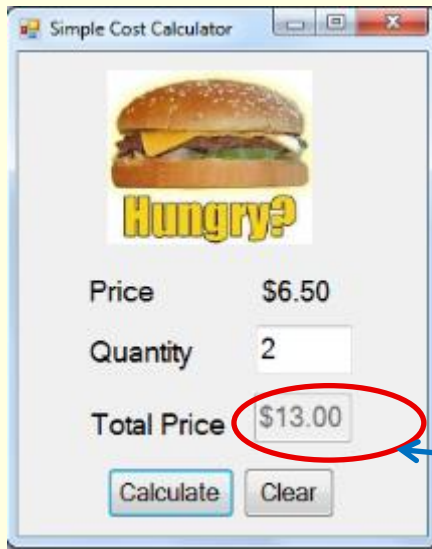 Simple Cost Calculator
Hungry?
Price $6.50
Quantity 2
Total Price $13.00
Calculate Clear